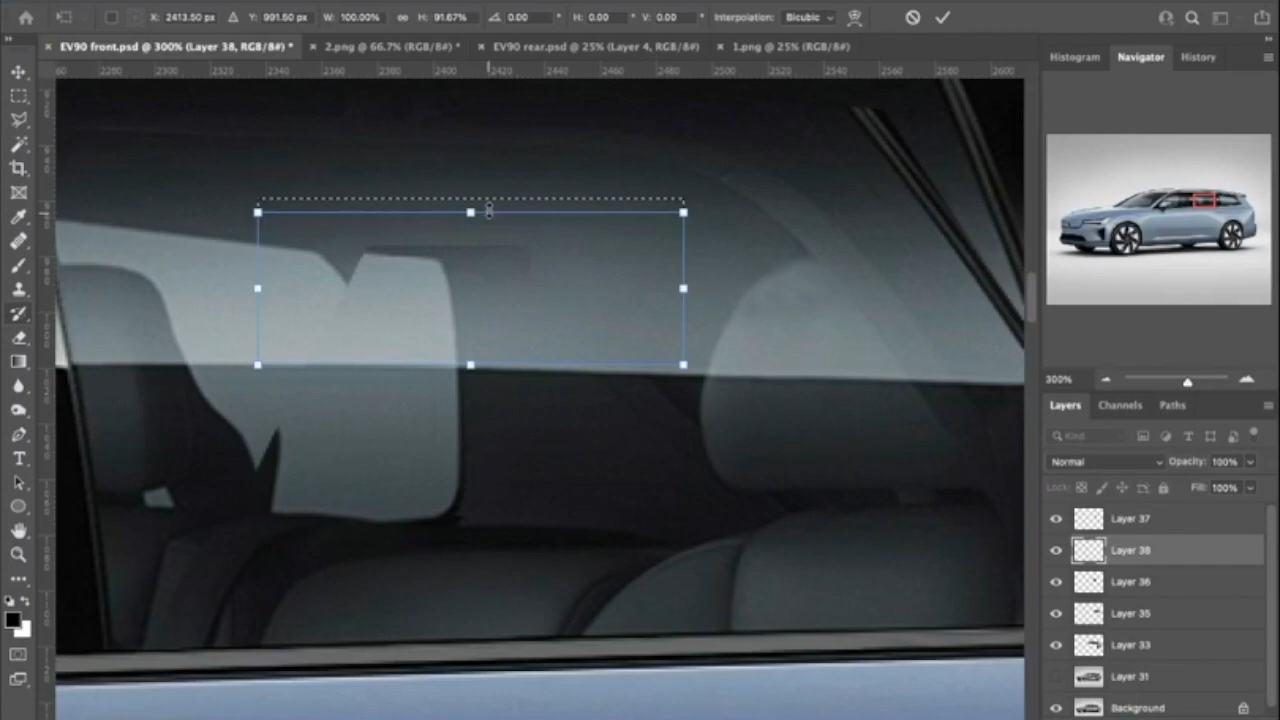 X: 2413.50 px Y: 991.50 px W: 100.00% H: 91.67% 0.00 ° H: 0.00 ° V: 0.00 ° Interpolation: Bicubic
× EV90 front.psd @ 300% (Layer 38, RGB/8#) * × 2.png @ 66.7% (RGB/8#) * × EV90 rear.psd @ 25% (Layer 4, RGB/8#) × 1.png @ 25% (RGB/8#)
2280 2300 2320 2340 2360 2380 2400 2420 2440 2460 2480 2500 2520 2540 2560 2580 2600
Histogram Navigator History
300%
Layers Channels Paths
Kind
Normal Opacity: 100%
Lock: Fill: 100%
Layer 37
Layer 38
Layer 36
Layer 35
Layer 33
Layer 31
Background